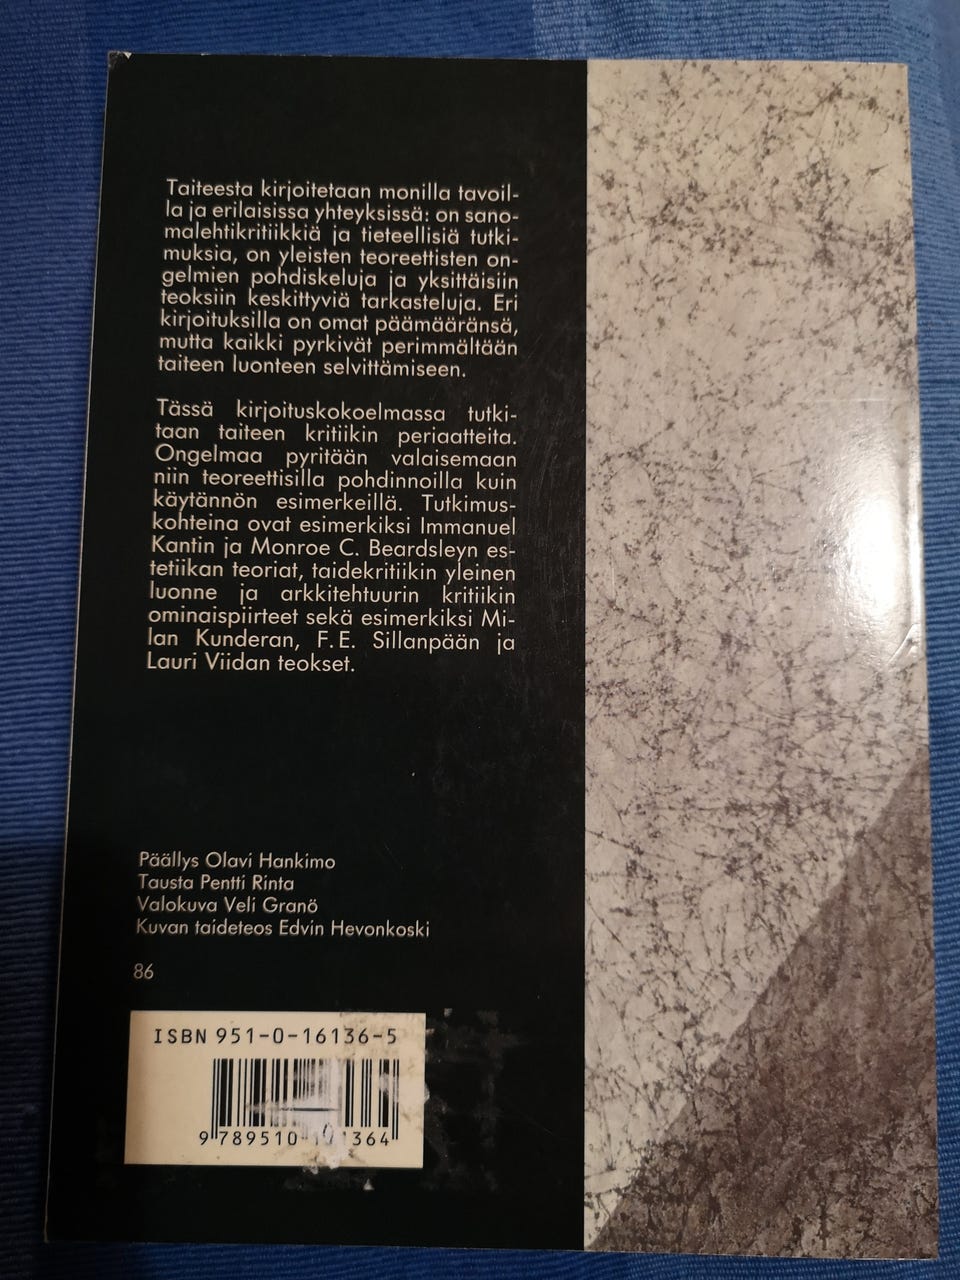 Taiteesta kirjoitetaan monilla tavoil-
la ja erilaisissa yhteyksissä: on sano-
malehtikritiikkiä ja tieteellisiä tutki-
muksia, on yleisten teoreettisten on-
gelmien pohdiskeluja ja yksittäisiin
teoksiin keskittyviä tarkasteluja. Eri
kirjoituksilla on omat päämääränsä,
mutta kaikki pyrkivät perimmältään
taiteen luonteen selvittämiseen.
Tässä kirjoituskokoelmassa tutki-
taan taiteen kritiikin periaatteita.
Ongelmaa pyritään valaisemaan
niin teoreettisilla pohdinnoilla kuin
käytännön esimerkeillä. Tutkimus-
kohteina ovat esimerkiksi Immanuel
Kantin ja Monroe C. Beardsleyn es-
tetiikan teoriat, taidekritiikin yleinen
luonne ja arkkitehtuurin kritiikin
ominaispiirteet sekä esimerkiksi Mi-
lan Kunderan, F.E. Sillanpään ja
Lauri Viidan teokset.
Päällys Olavi Hankimo
Tausta Pentti Rinta
Valokuva Veli Granö
Kuvan taideteos Edvin Hevonkoski
86
ISBN 951-0-16136-5
9 789510